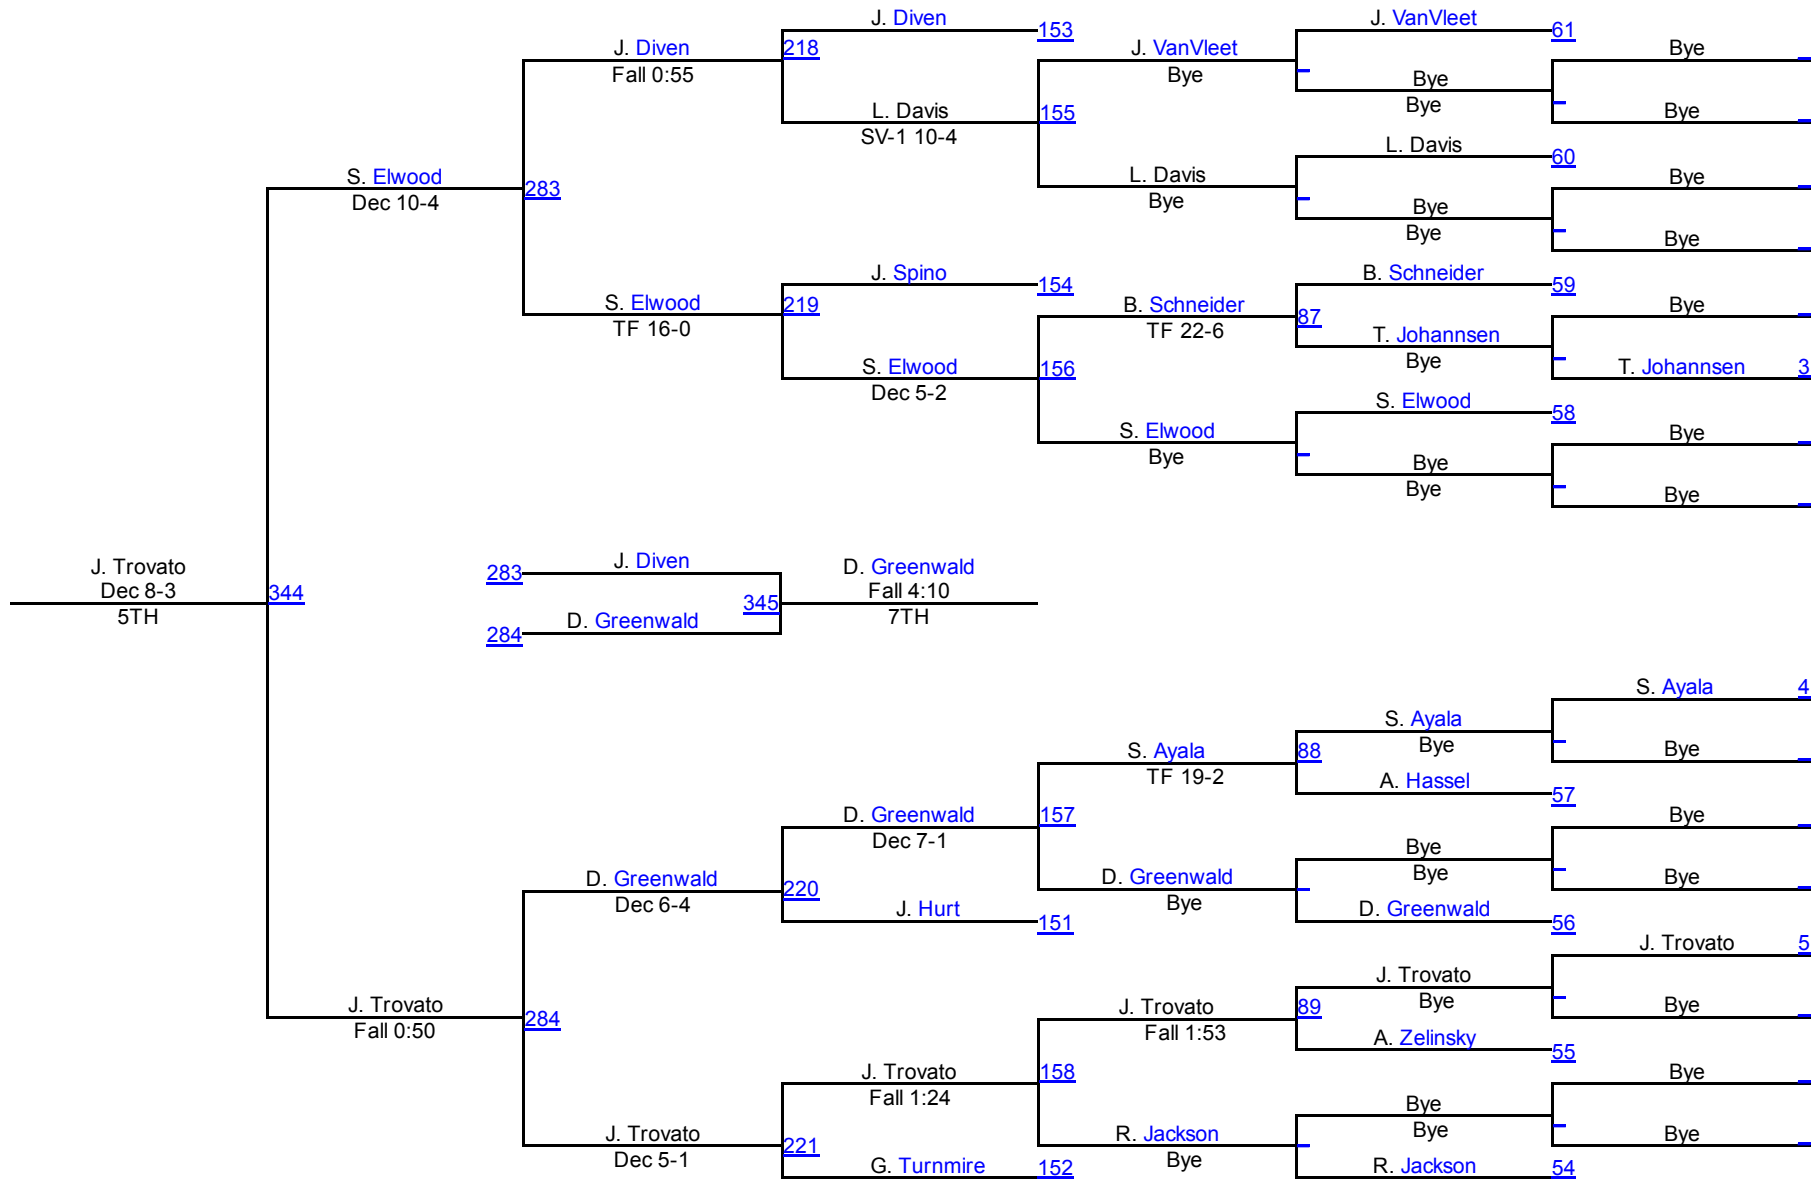 J. Diven
153
J. VanVleet
61
J. Diven
218
J. VanVleet
Bye
Fall 0:55
Bye
Bye
Bye
L. Davis
155
Bye
SV-1 10-4
L. Davis
60
S. Elwood
283
L. Davis
Bye
Dec 10-4
Bye
Bye
Bye
Bye
J. Spino
154
B. Schneider
59
S. Elwood
219
B. Schneider
87
Bye
TF 16-0
TF 22-6
T. Johannsen
Bye
S. Elwood
156
T. Johannsen
3
Dec 5-2
S. Elwood
58
S. Elwood
Bye
Bye
Bye
Bye
Bye
J. Trovato
283
J. Diven
D. Greenwald
Dec 8-3
344
345
Fall 4:10
5TH
284
D. Greenwald
7TH
S. Ayala
4
S. Ayala
S. Ayala
88
Bye
Bye
TF 19-2
A. Hassel
57
D. Greenwald
157
Bye
Dec 7-1
Bye
D. Greenwald
220
D. Greenwald
Bye
Bye
Dec 6-4
Bye
J. Hurt
151
D. Greenwald
56
J. Trovato
5
J. Trovato
J. Trovato
284
J. Trovato
89
Bye
Bye
Fall 0:50
Fall 1:53
A. Zelinsky
55
J. Trovato
158
Bye
Fall 1:24
Bye
J. Trovato
221
R. Jackson
Bye
Bye
Dec 5-1
Bye
G. Turnmire
152
R. Jackson
54